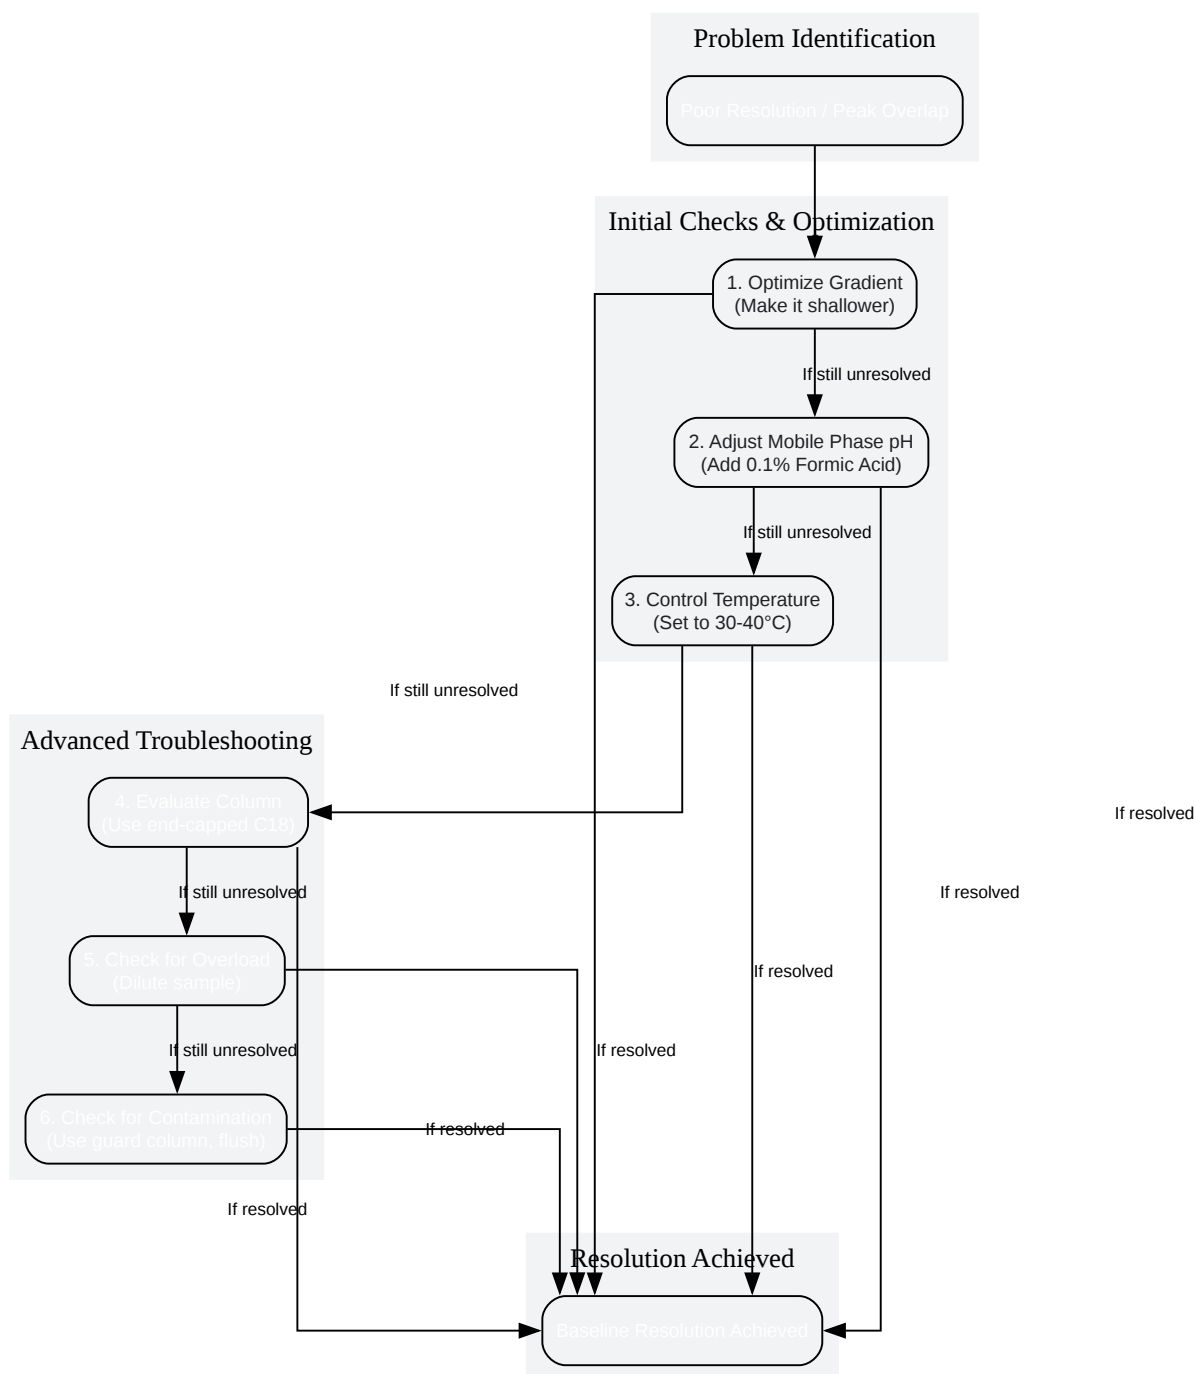 Problem Identification
Poor Resolution / Peak Overlap
Initial Checks & Optimization
1. Optimize Gradient
(Make it shallower)
If still unresolved
2. Adjust Mobile Phase pH
(Add 0.1% Formic Acid)
If still unresolved
3. Control Temperature
(Set to 30-40°C)
If still unresolved
Advanced Troubleshooting
4. Evaluate Column
(Use end-capped C18)
If resolved
If still unresolved
If resolved
5. Check for Overload
(Dilute sample)
If resolved
If still unresolved
If resolved
6. Check for Contamination
(Use guard column, flush)
If resolved
If resolved
Resolution Achieved
Baseline Resolution Achieved